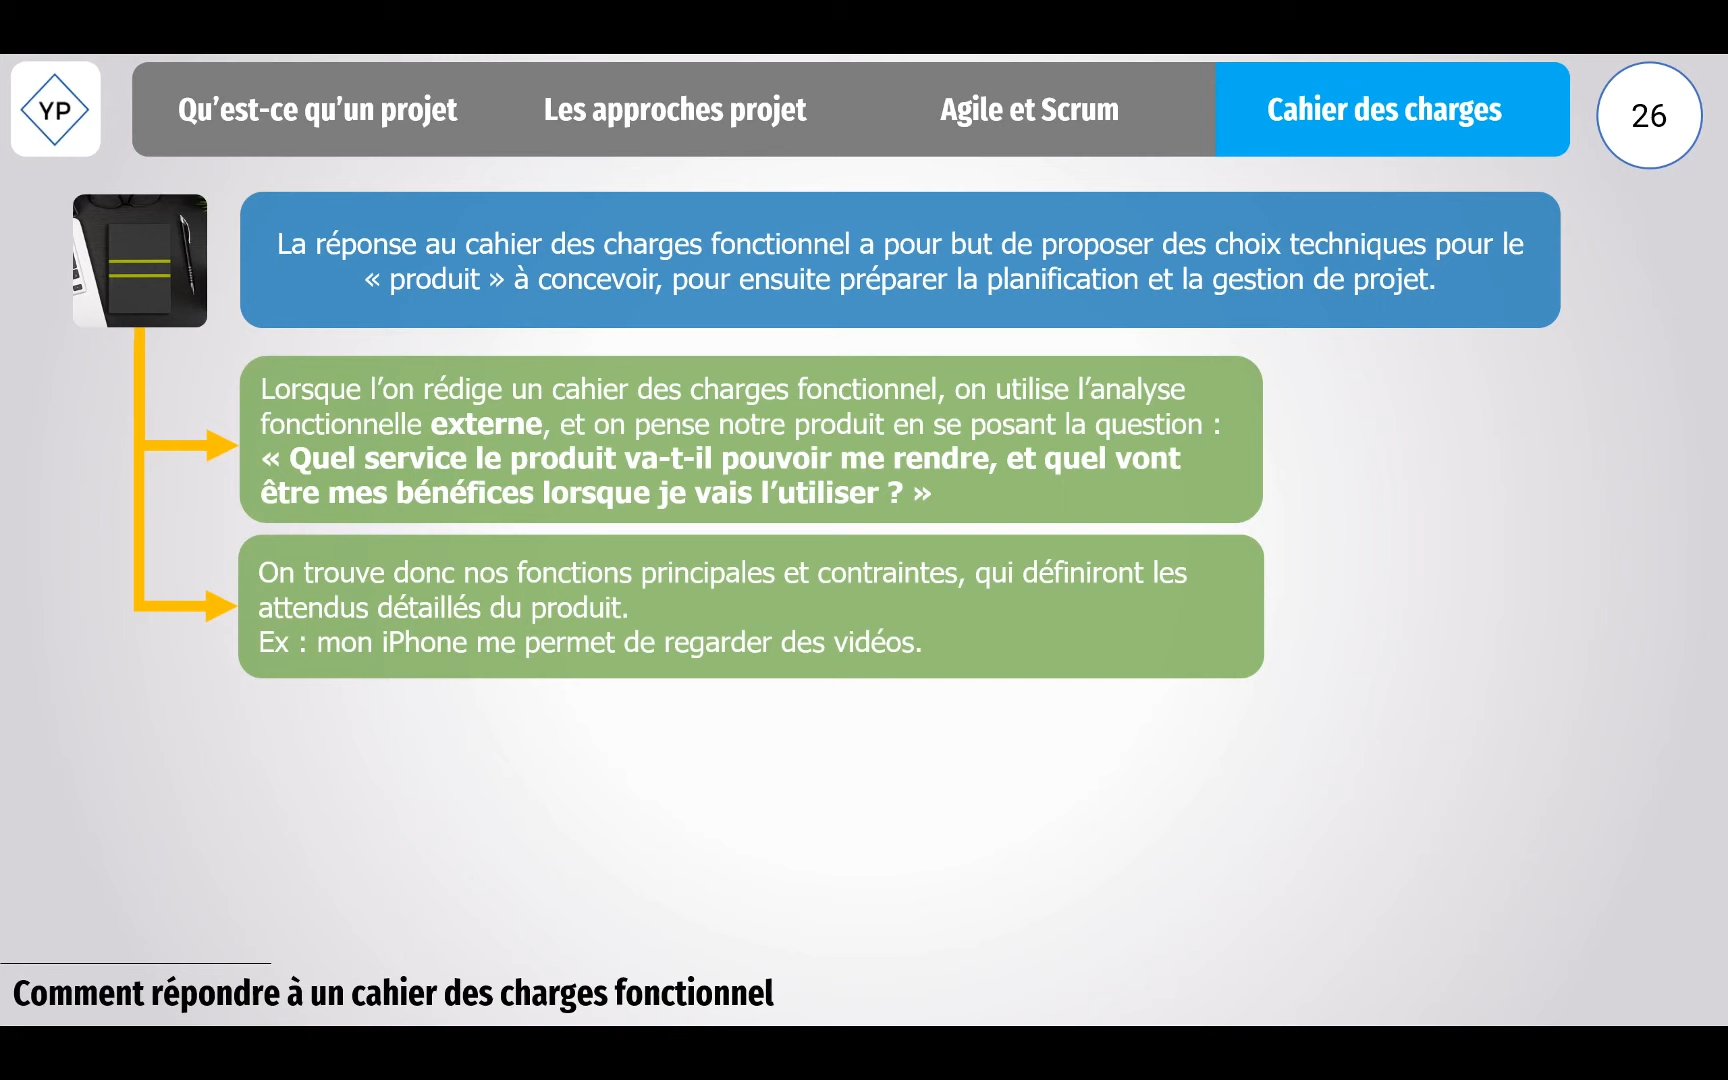 YP
Qu’est-ce qu’un projet
Les approches projet
Agile et Scrum
Cahier des charges
26
La réponse au cahier des charges fonctionnel a pour but de proposer des choix techniques pour le
« produit » à concevoir, pour ensuite préparer la planification et la gestion de projet.
Lorsque l’on rédige un cahier des charges fonctionnel, on utilise l’analyse
fonctionnelle externe, et on pense notre produit en se posant la question :
« Quel service le produit va-t-il pouvoir me rendre, et quel vont
être mes bénéfices lorsque je vais l’utiliser ? »
On trouve donc nos fonctions principales et contraintes, qui définiront les
attendus détaillés du produit.
Ex : mon iPhone me permet de regarder des vidéos.
Comment répondre à un cahier des charges fonctionnel